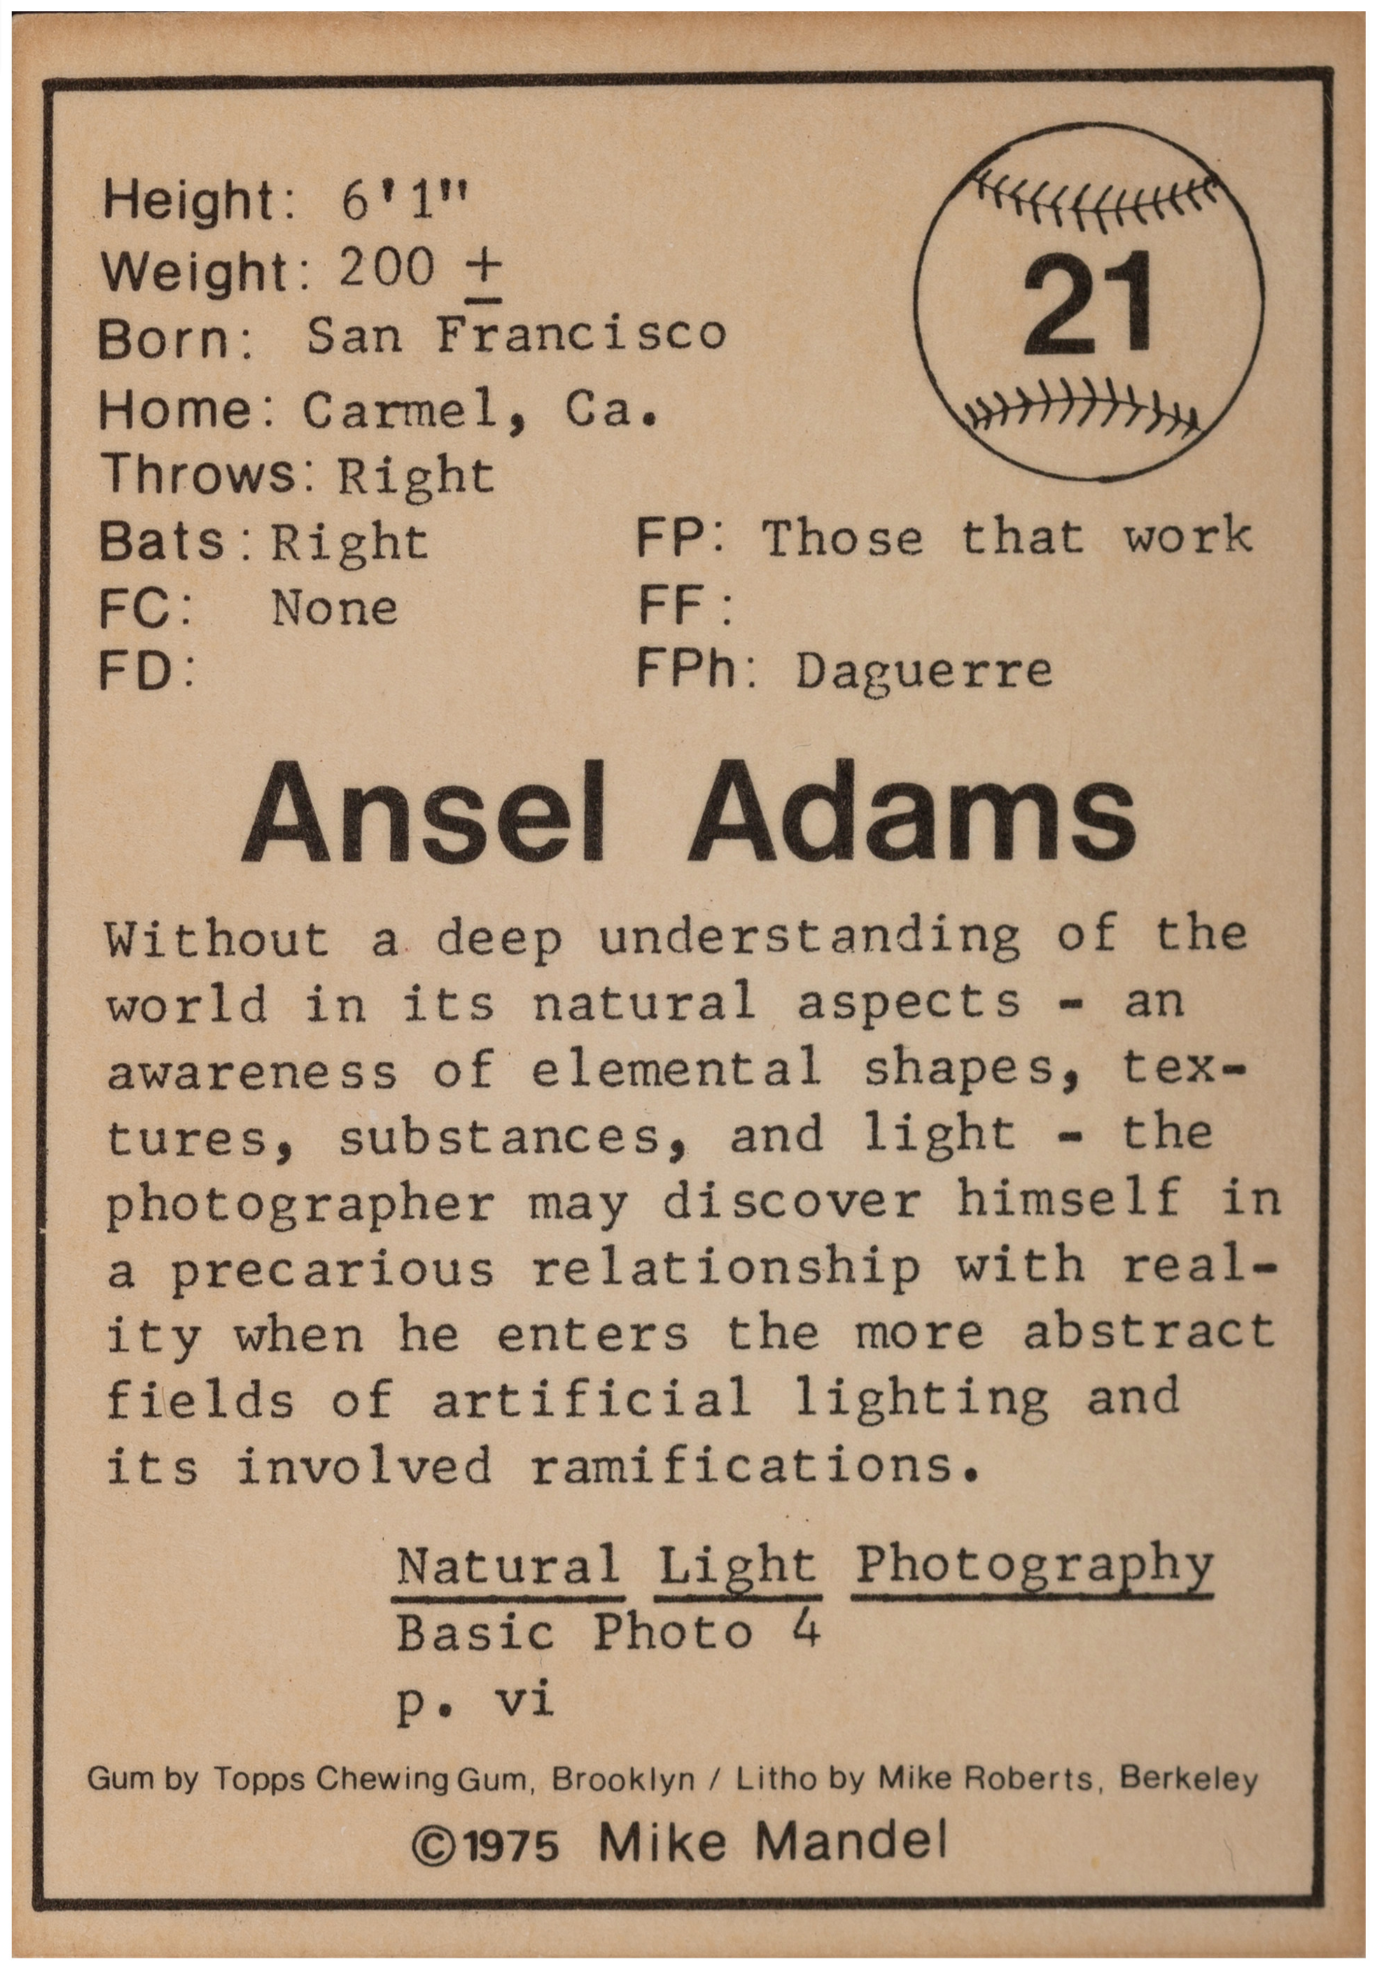 Height: 6'1"
Weight: 200 ±
Born: San Francisco
Home: Carmel, Ca.
Throws: Right
Bats: Right
FC: None
FD:
21
FP: Those that work
FF:
FPh: Daguerre
Ansel Adams
Without a deep understanding of the
world in its natural aspects - an
awareness of elemental shapes, tex-
tures, substances, and light - the
photographer may discover himself in
a precarious relationship with real-
ity when he enters the more abstract
fields of artificial lighting and
its involved ramifications.
Natural Light Photography
Basic Photo 4
p. vi
Gum by Topps Chewing Gum, Brooklyn / Litho by Mike Roberts, Berkeley
©1975 Mike Mandel